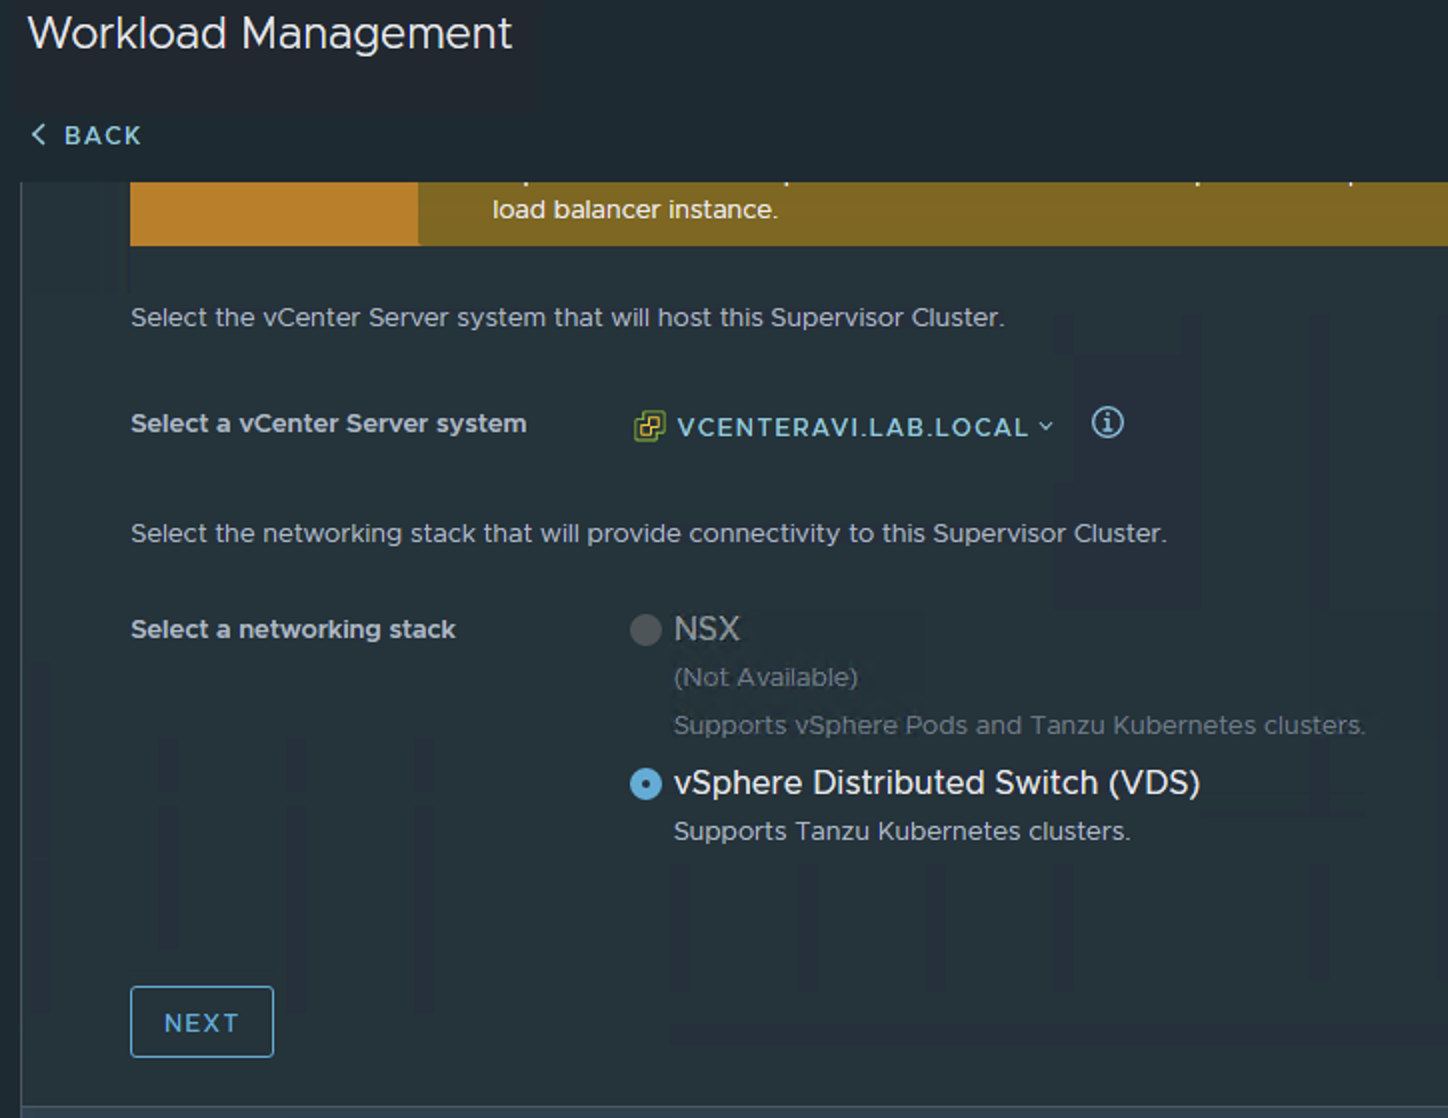 Workload Management
BACK
load balancer instance.
Select the vCenter Server system that will host this Supervisor Cluster.
Select a vCenter Server system
VCENTERAVI.LAB.LOCAL
Select the networking stack that will provide connectivity to this Supervisor Cluster.
Select a networking stack
NSX
(Not Available)
Supports vSphere Pods and Tanzu Kubernetes clusters.
vSphere Distributed Switch (VDS)
Supports Tanzu Kubernetes clusters.
NEXT